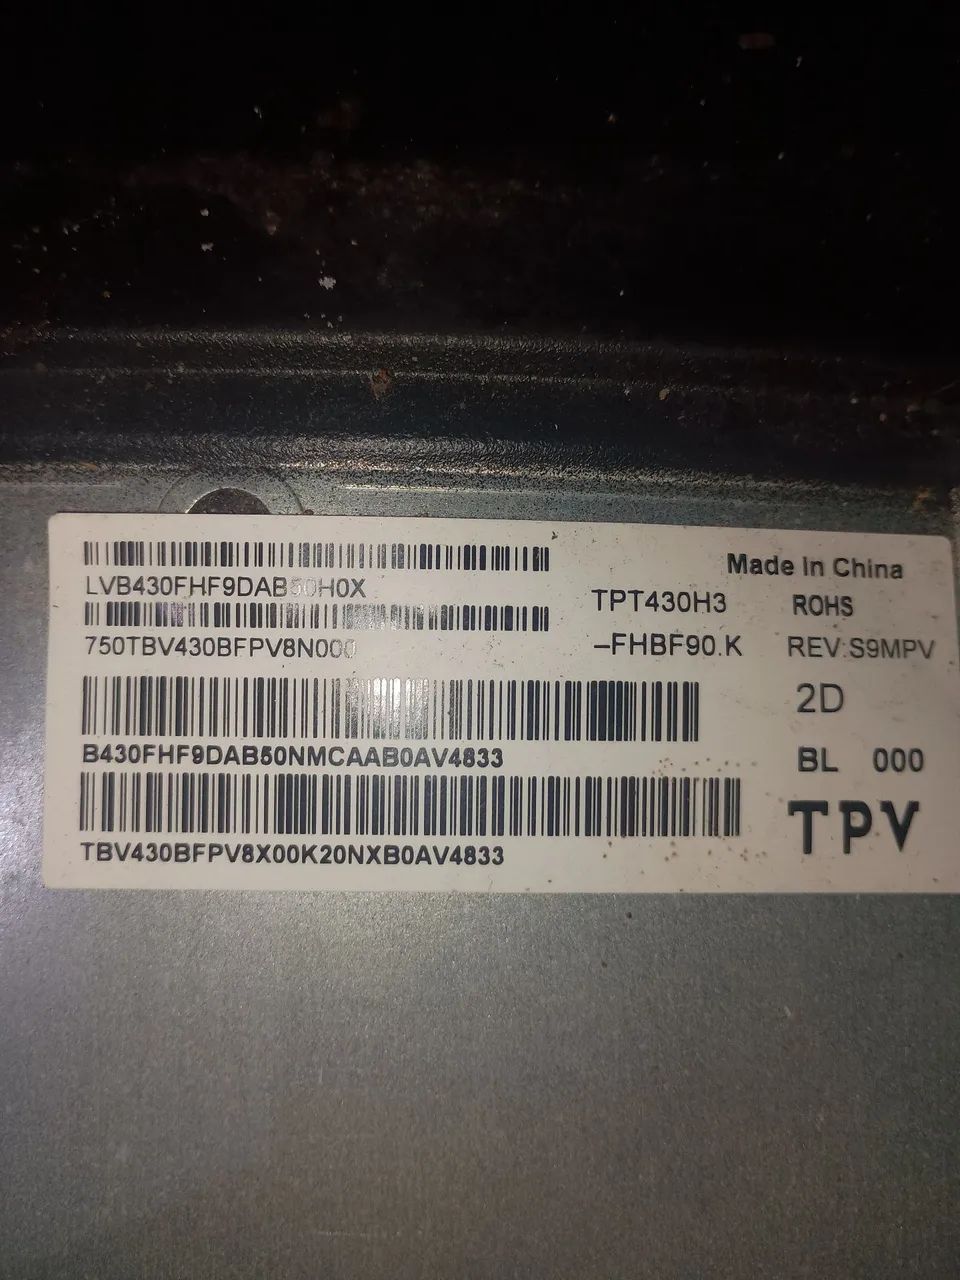 LVB430FHF9DAB50H0X
750TBV430BFPV8N000
B430FHF9DAB50NMCAAB0AV4833
TBV430BFPV8X00K20NXB0AV4833
TPT430H3
-FHBF90.K
Made In China
ROHS
REV:S9MPV
2D
BL 000
TPV